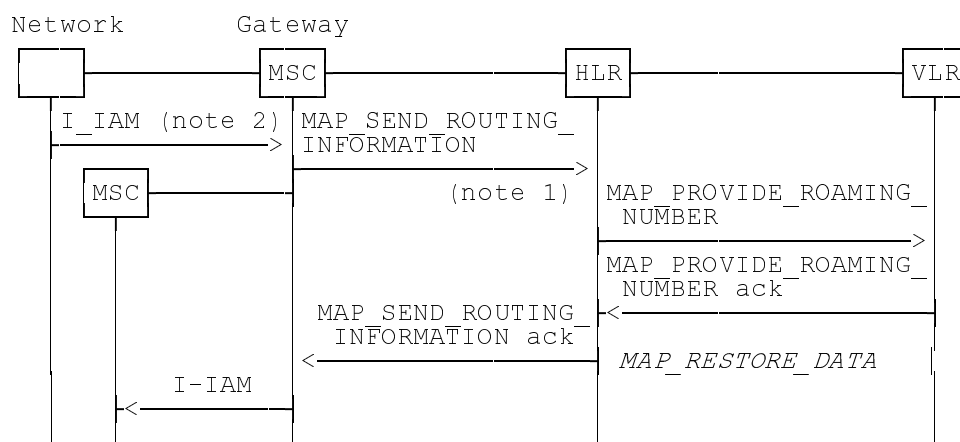 Network Gateway
MSC HLR VLR
I_IAM (note 2) MAP_SEND_ROUTING_
INFORMATION
MSC (note 1) MAP_PROVIDE_ROAMING_
NUMBER
MAP_PROVIDE_ROAMING_
NUMBER ack
MAP_SEND_ROUTING_
INFORMATION ack
MAP_RESTORE_DATA
I-IAM